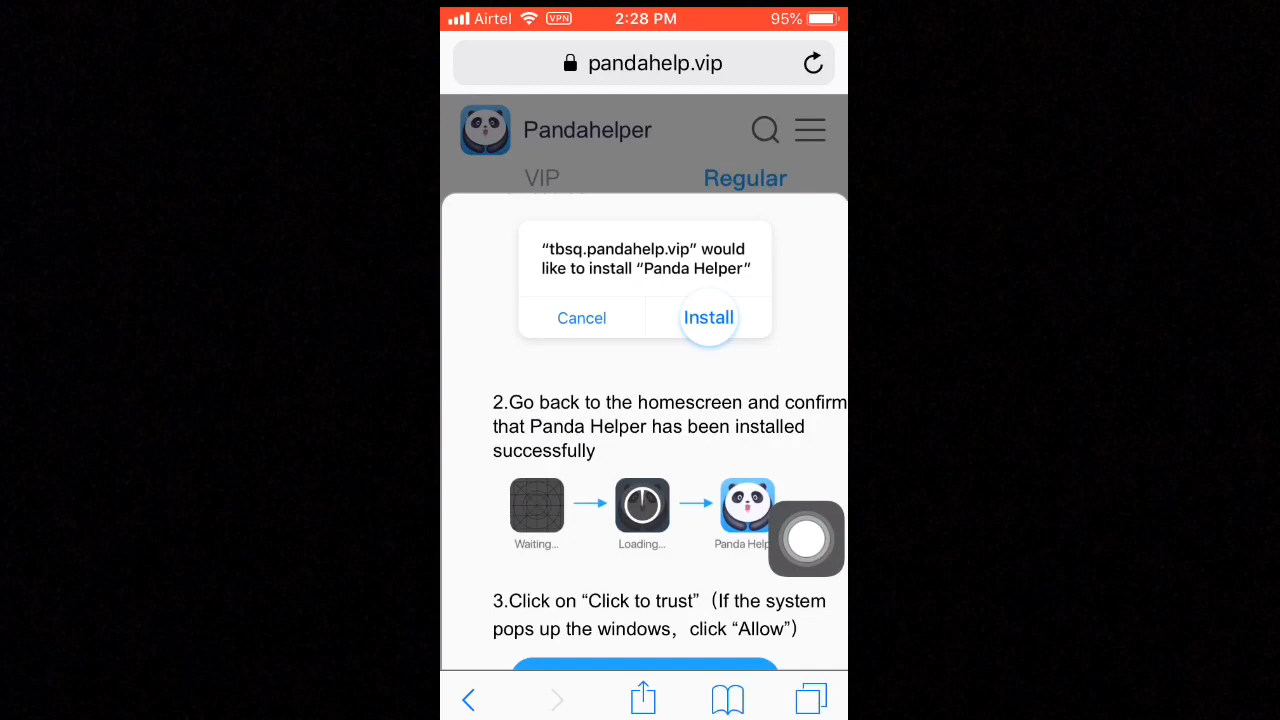 Airtel VPN 2:28 PM 95%
pandahelp.vip
Pandahelper
VIP Regular
“tbsq.pandahelp.vip” would
like to install “Panda Helper”
Cancel Install
2.Go back to the homescreen and confirm
that Panda Helper has been installed
successfully
Waiting... Loading... Panda Help
3.Click on “Click to trust”（If the system
pops up the windows，click “Allow”）